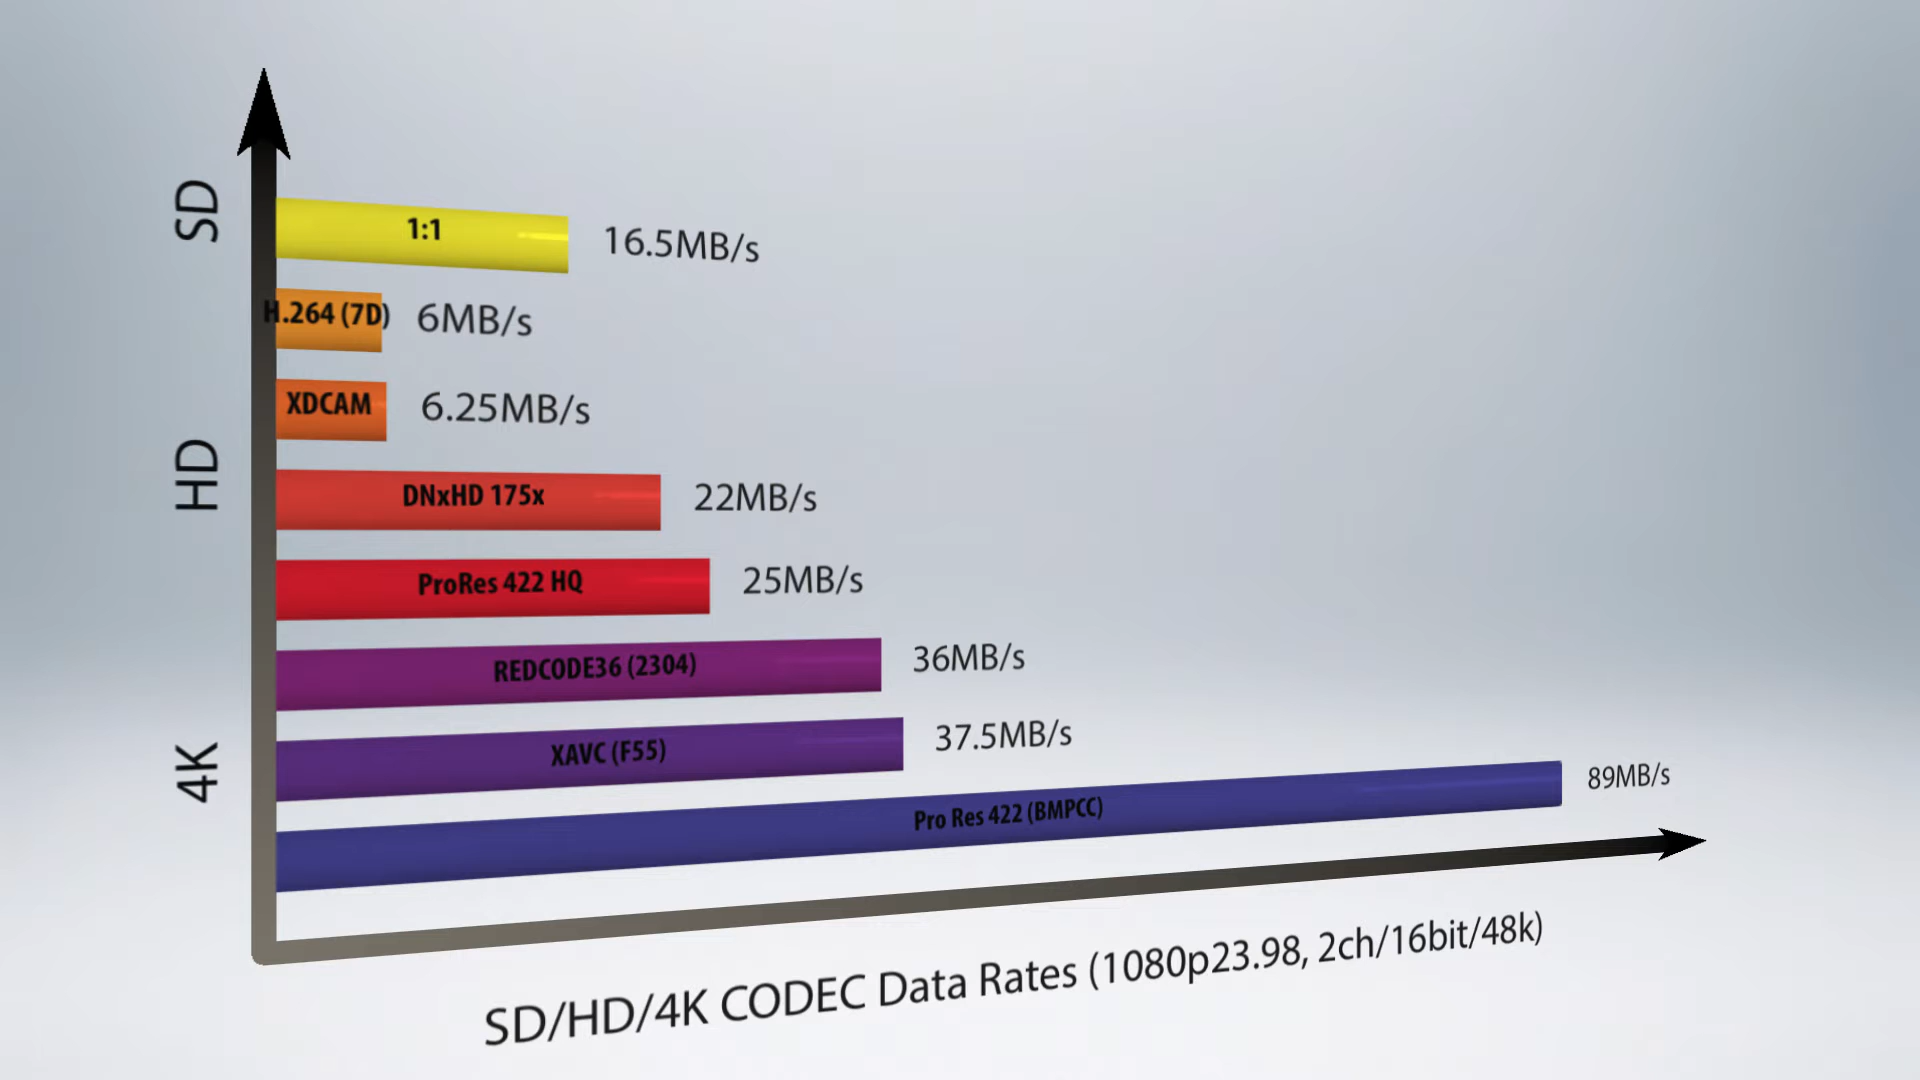 SD
1:1
16.5MB/s
H.264 (7D)
6MB/s
XDCAM
6.25MB/s
HD
DNxHD 175x
22MB/s
ProRes 422 HQ
25MB/s
REDCODE36 (2304)
36MB/s
4K
XAVC (F55)
37.5MB/s
Pro Res 422 (BMPCC)
89MB/s
SD/HD/4K CODEC Data Rates (1080p23.98, 2ch/16bit/48k)